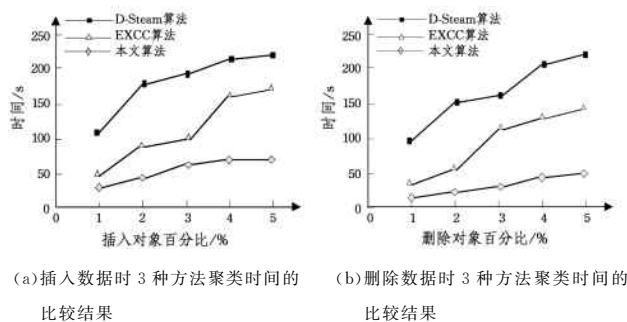 D-Steam算法
EXCC算法
本文算法
250
200
150
100
50
0
时间/s
0 1 2 3 4 5
插入对象百分比/%
(a)插入数据时 3 种方法聚类时间的
比较结果
D-Steam算法
EXCC算法
本文算法
250
200
150
100
50
0
时间/s
0 1 2 3 4 5
删除对象百分比/%
(b)删除数据时 3 种方法聚类时间的
比较结果